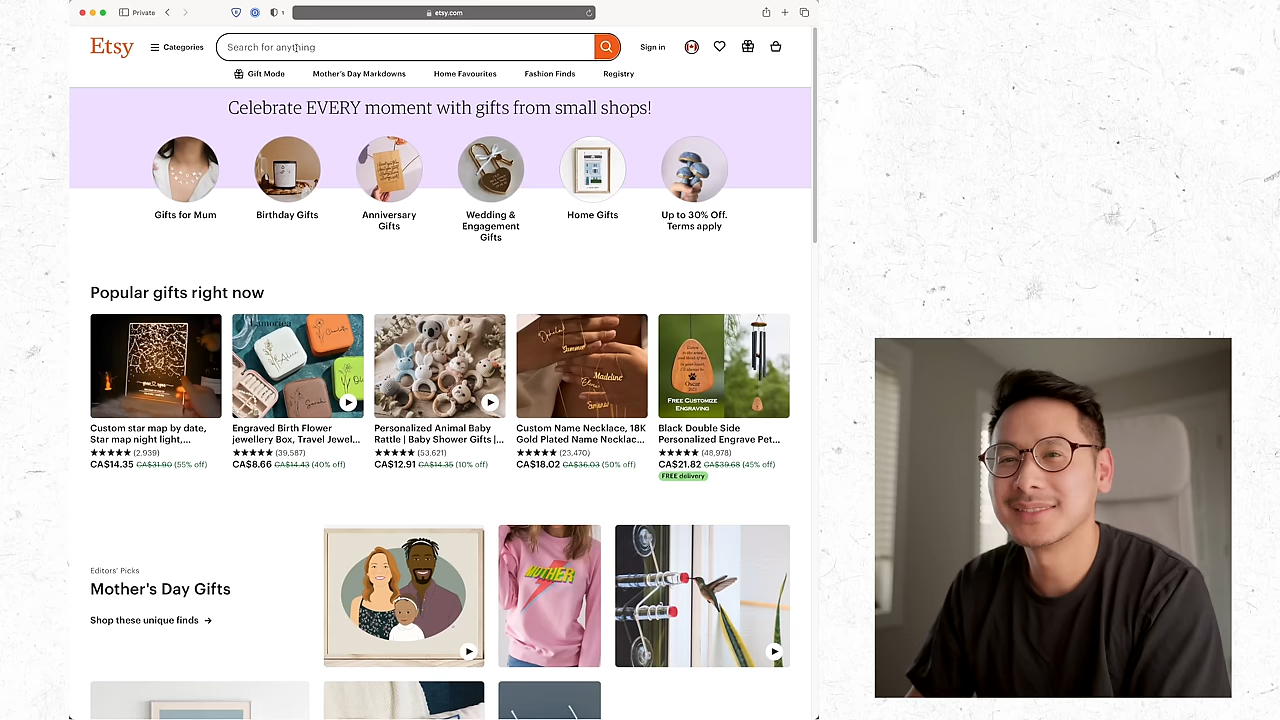 Private
1
etsy.com
Etsy
Categories
Search for anything
Sign in
Gift Mode
Mother's Day Markdowns
Home Favourites
Fashion Finds
Registry
Celebrate EVERY moment with gifts from small shops!
Gifts for Mum
Birthday Gifts
Anniversary
Gifts
Wedding &
Engagement
Gifts
Home Gifts
Up to 30% Off.
Terms apply
Popular gifts right now
Madeline
Oscar
FREE CUSTOMIZE
ENGRAVING
Custom star map by date,
Star map night light,...
★★★★★ (2,939)
CA$14.35 CA$31.90 (55% off)
Engraved Birth Flower
jewellery Box, Travel Jewel...
★★★★★ (39,587)
CA$8.66 CA$14.43 (40% off)
Personalized Animal Baby
Rattle | Baby Shower Gifts |...
★★★★★ (53,621)
CA$12.91 CA$14.35 (10% off)
Custom Name Necklace, 18K
Gold Plated Name Necklac...
★★★★★ (23,470)
CA$18.02 CA$36.03 (50% off)
Black Double Side
Personalized Engrave Pet...
★★★★★ (48,978)
CA$21.82 CA$39.68 (45% off)
FREE delivery
Editors' Picks
Mother's Day Gifts
Shop these unique finds →
MOTHER